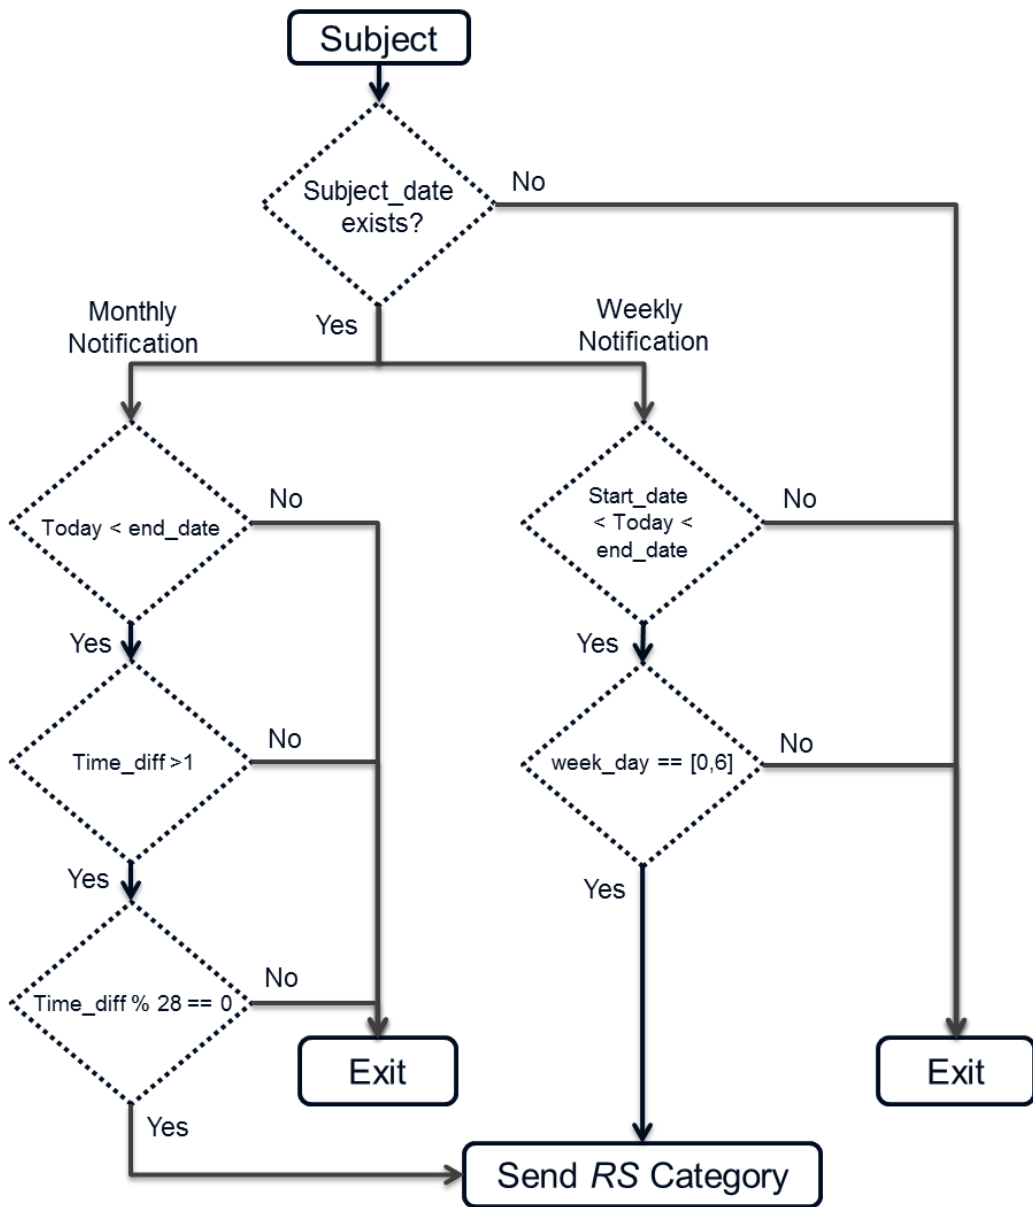 Subject
Subject_date
exists?
No
Yes
Monthly
Notification
Weekly
Notification
Today < end_date
No
Start_date
< Today <
end_date
No
Yes
Yes
Time_diff >1
No
week_day == [0,6]
No
Yes
Yes
Time_diff % 28 == 0
No
Exit
Exit
Yes
Send RS Category